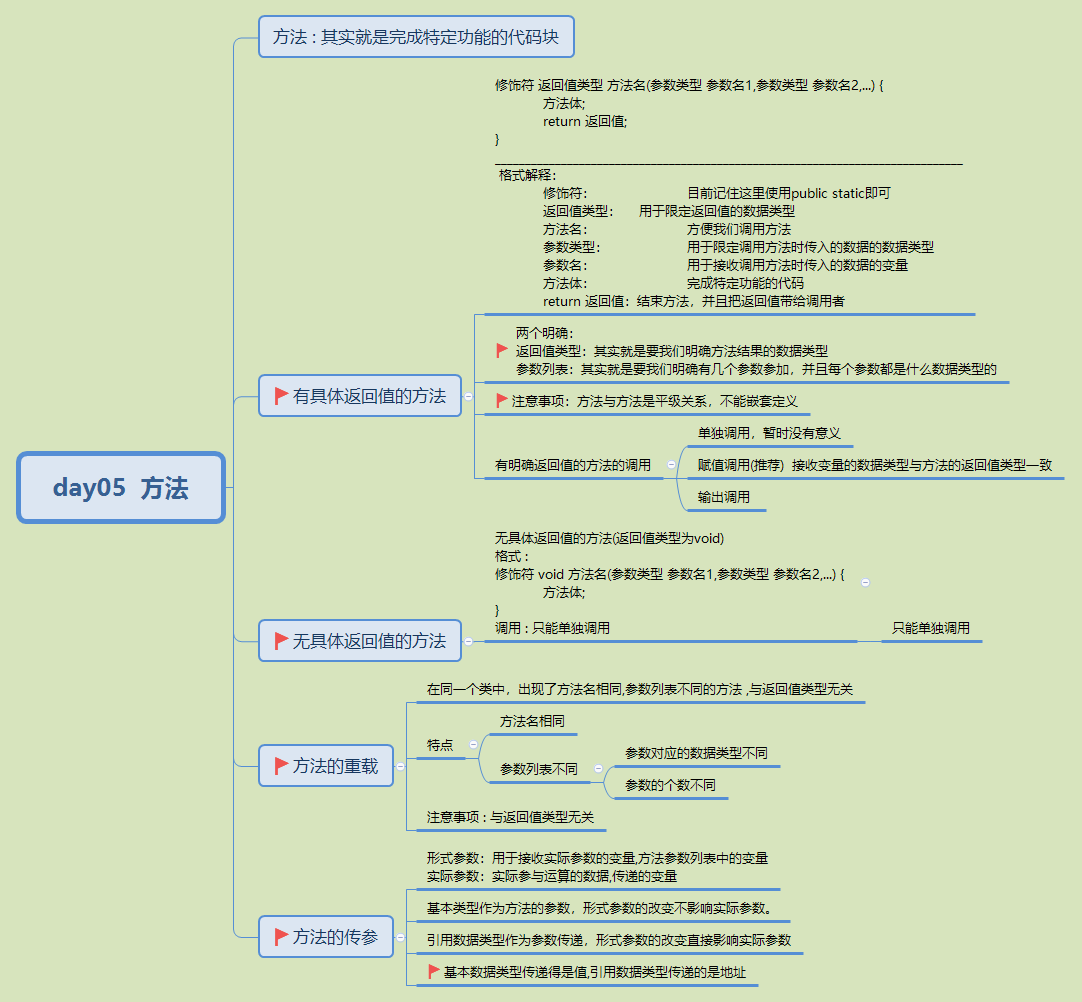 day05 方法
方法 : 其实就是完成特定功能的代码块
有具体返回值的方法
修饰符 返回值类型 方法名(参数类型 参数名1,参数类型 参数名2,...) {
方法体;
return 返回值;
}
________________________________________________________________________
格式解释：
修饰符： 目前记住这里使用public static即可
返回值类型： 用于限定返回值的数据类型
方法名： 方便我们调用方法
参数类型： 用于限定调用方法时传入的数据的数据类型
参数名： 用于接收调用方法时传入的数据的变量
方法体： 完成特定功能的代码
return 返回值：结束方法，并且把返回值带给调用者
两个明确：
返回值类型：其实就是要我们明确方法结果的数据类型
参数列表：其实就是要我们明确有几个参数参加，并且每个参数都是什么数据类型的
注意事项：方法与方法是平级关系，不能嵌套定义
有明确返回值的方法的调用
单独调用，暂时没有意义
赋值调用(推荐) 接收变量的数据类型与方法的返回值类型一致
输出调用
无具体返回值的方法
无具体返回值的方法(返回值类型为void)
格式 :
修饰符 void 方法名(参数类型 参数名1,参数类型 参数名2,...) {
方法体;
}
调用 : 只能单独调用
只能单独调用
方法的重载
在同一个类中，出现了方法名相同,参数列表不同的方法 ,与返回值类型无关
特点
方法名相同
参数列表不同
参数对应的数据类型不同
参数的个数不同
注意事项 : 与返回值类型无关
方法的传参
形式参数：用于接收实际参数的变量,方法参数列表中的变量
实际参数：实际参与运算的数据,传递的变量
基本类型作为方法的参数，形式参数的改变不影响实际参数。
引用数据类型作为参数传递，形式参数的改变直接影响实际参数
基本数据类型传递得是值,引用数据类型传递的是地址